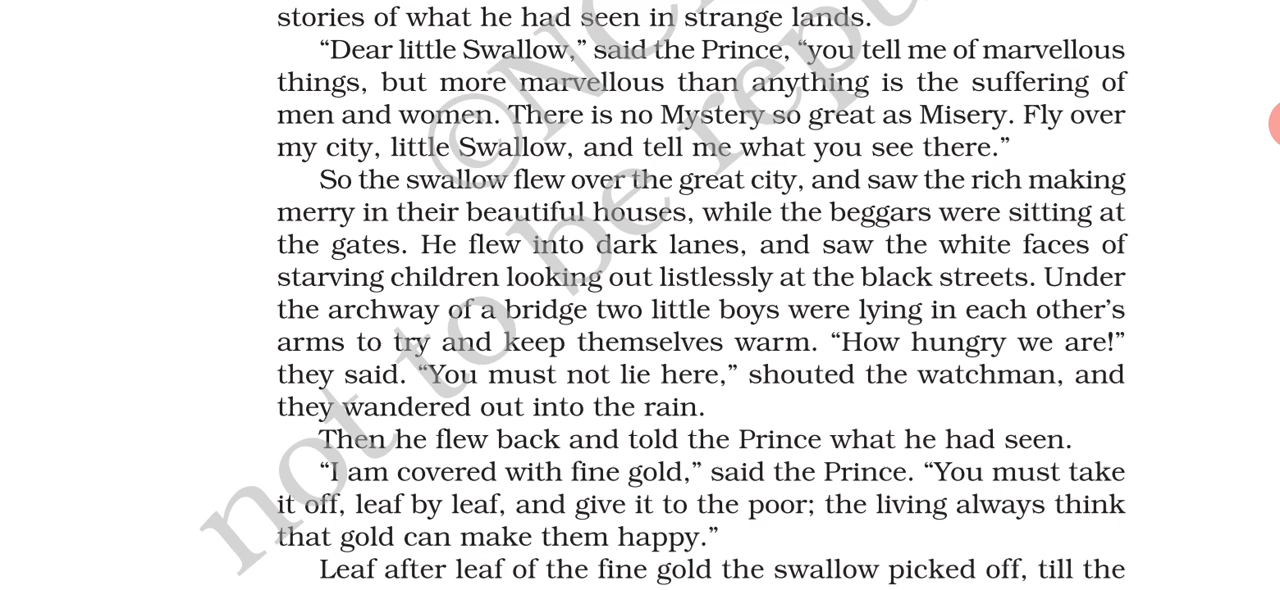 stories of what he had seen in strange lands.
“Dear little Swallow,” said the Prince, “you tell me of marvellous
things, but more marvellous than anything is the suffering of
men and women. There is no Mystery so great as Misery. Fly over
my city, little Swallow, and tell me what you see there.”
So the swallow flew over the great city, and saw the rich making
merry in their beautiful houses, while the beggars were sitting at
the gates. He flew into dark lanes, and saw the white faces of
starving children looking out listlessly at the black streets. Under
the archway of a bridge two little boys were lying in each other’s
arms to try and keep themselves warm. “How hungry we are!”
they said. “You must not lie here,” shouted the watchman, and
they wandered out into the rain.
Then he flew back and told the Prince what he had seen.
“I am covered with fine gold,” said the Prince. “You must take
it off, leaf by leaf, and give it to the poor; the living always think
that gold can make them happy.”
Leaf after leaf of the fine gold the swallow picked off, till the
©NC
not to be rep